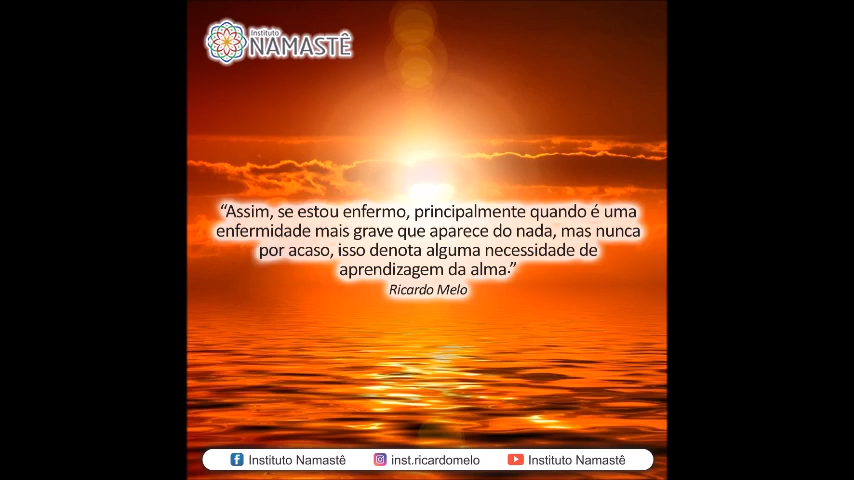 Instituto
NAMASTÊ
“Assim, se estou enfermo, principalmente quando é uma
enfermidade mais grave que aparece do nada, mas nunca
por acaso, isso denota alguma necessidade de
aprendizagem da alma.”
Ricardo Melo
Instituto Namastê inst.ricardomelo Instituto Namastê